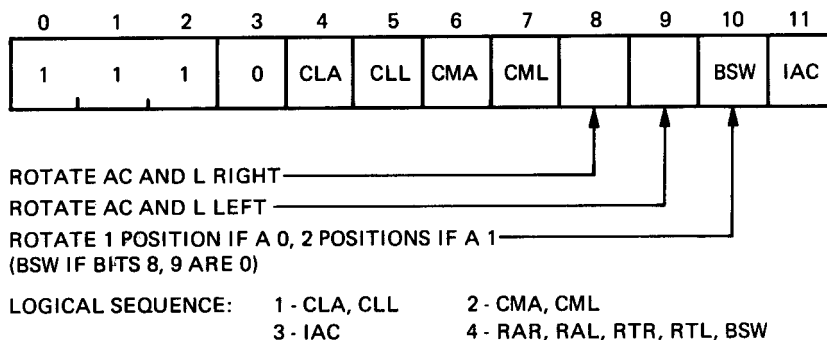 0 1 2 3 4 5 6 7 8 9 10 11
1 1 1 0 CLA CLL CMA CML BSW IAC
ROTATE AC AND L RIGHT
ROTATE AC AND L LEFT
ROTATE 1 POSITION IF A 0, 2 POSITIONS IF A 1
(BSW IF BITS 8, 9 ARE 0)
LOGICAL SEQUENCE: 1 - CLA, CLL 2 - CMA, CML
3 - IAC 4 - RAR, RAL, RTR, RTL, BSW